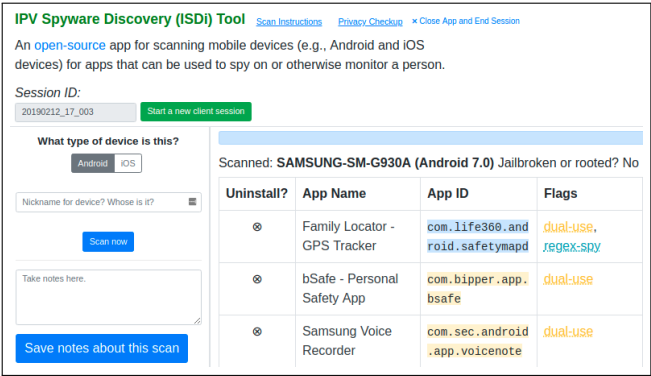 IPV Spyware Discovery (ISDi) Tool Scan Instructions Privacy Checkup × Close App and End Session
An open-source app for scanning mobile devices (e.g., Android and iOS
devices) for apps that can be used to spy on or otherwise monitor a person.
Session ID:
20190212_17_003 Start a new client session
What type of device is this?
Android iOS
Nickname for device? Whose is it?
Scan now
Take notes here.
Save notes about this scan
Scanned: SAMSUNG-SM-G930A (Android 7.0) Jailbroken or rooted? No
Uninstall? App Name App ID Flags
⊗ Family Locator - com.life360.and dual-use,
GPS Tracker roid.safetymapd regex-spy
⊗ bSafe - Personal com.bipper.app. dual-use
Safety App bsafe
⊗ Samsung Voice com.sec.android dual-use
Recorder .app.voicenote